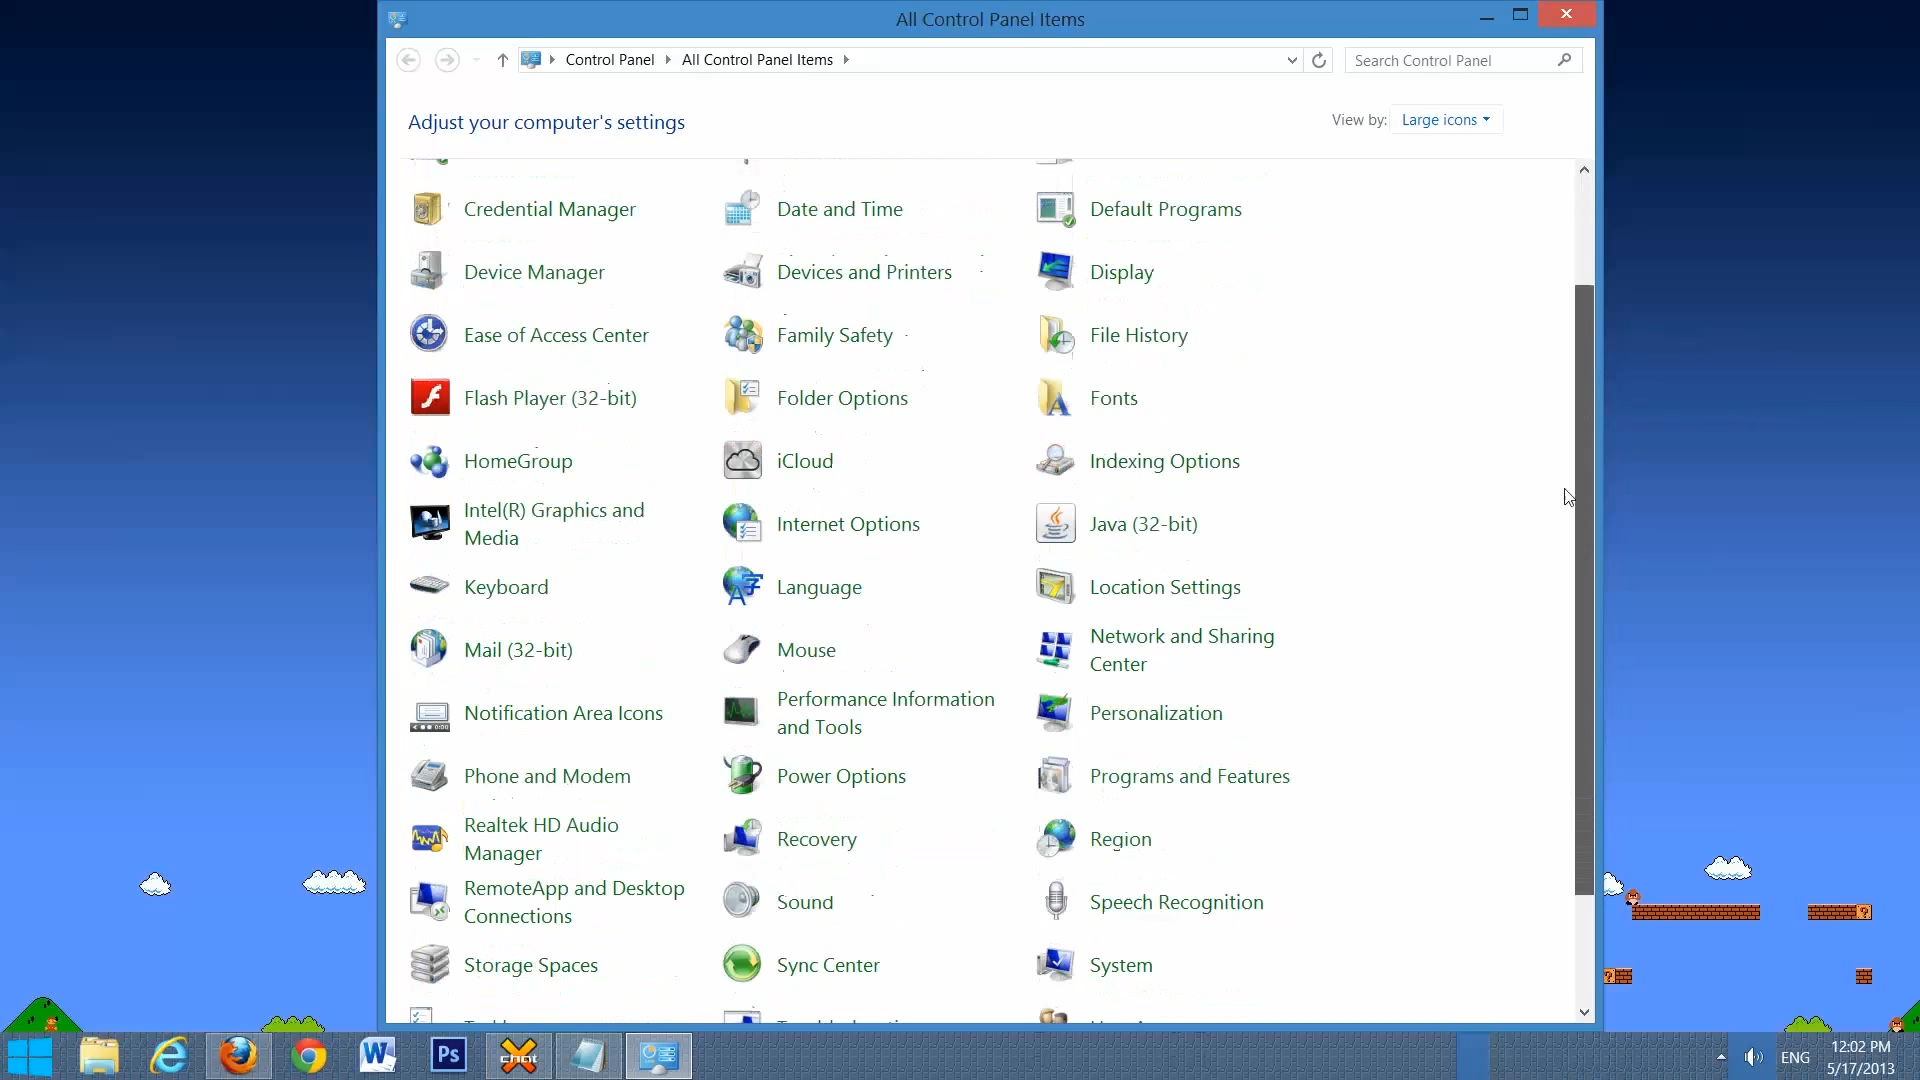 All Control Panel Items
Control Panel All Control Panel Items
Search Control Panel
Adjust your computer's settings
View by: Large icons
Credential Manager
Date and Time
Default Programs
Device Manager
Devices and Printers
Display
Ease of Access Center
Family Safety
File History
Flash Player (32-bit)
Folder Options
Fonts
HomeGroup
iCloud
Indexing Options
Intel(R) Graphics and
Media
Internet Options
Java (32-bit)
Keyboard
Language
Location Settings
Mail (32-bit)
Mouse
Network and Sharing
Center
Notification Area Icons
Performance Information
and Tools
Personalization
Phone and Modem
Power Options
Programs and Features
Realtek HD Audio
Manager
Recovery
Region
RemoteApp and Desktop
Connections
Sound
Speech Recognition
Storage Spaces
Sync Center
System
Ps
chat
ENG
12:02 PM
5/17/2013